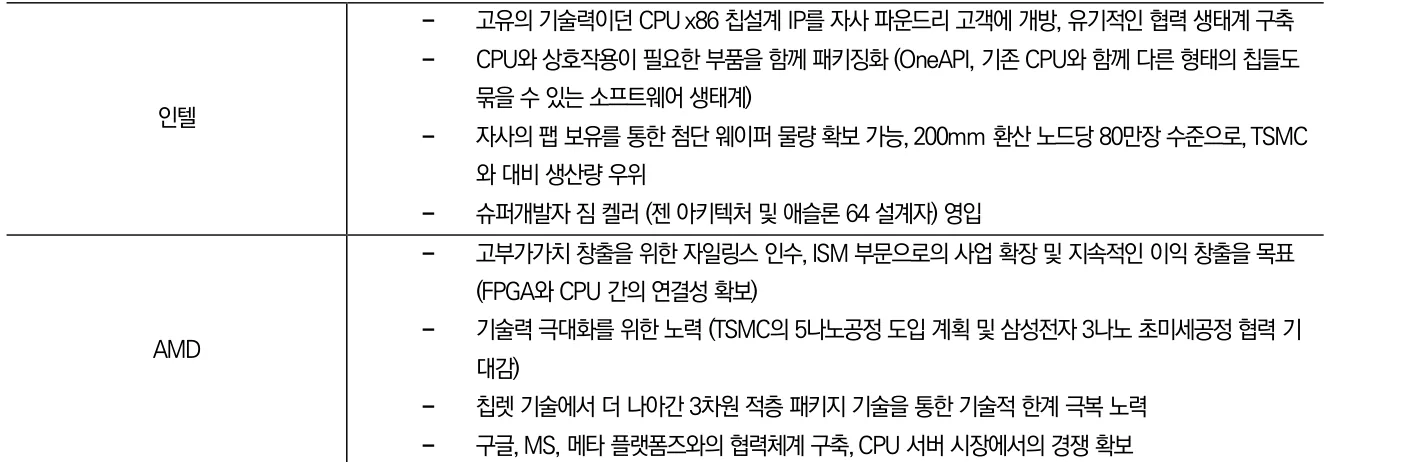 인텔
- 고유의 기술력이던 CPU x86 칩설계 IP를 자사 파운드리 고객에 개방, 유기적인 협력 생태계 구축
- CPU와 상호작용이 필요한 부품을 함께 패키징화 (OneAPI, 기존 CPU와 함께 다른 형태의 칩들도
묶을 수 있는 소프트웨어 생태계)
- 자사의 팹 보유를 통한 첨단 웨이퍼 물량 확보 가능, 200mm 환산 노드당 80만장 수준으로, TSMC
와 대비 생산량 우위
- 슈퍼개발자 짐 켈러 (젠 아키텍처 및 애슬론 64 설계자) 영입
AMD
- 고부가가치 창출을 위한 자일링스 인수, ISM 부문으로의 사업 확장 및 지속적인 이익 창출을 목표
(FPGA와 CPU 간의 연결성 확보)
- 기술력 극대화를 위한 노력 (TSMC의 5나노공정 도입 계획 및 삼성전자 3나노 초미세공정 협력 기
대감)
- 칩렛 기술에서 더 나아간 3차원 적층 패키지 기술을 통한 기술적 한계 극복 노력
- 구글, MS, 메타 플랫폼즈와의 협력체계 구축, CPU 서버 시장에서의 경쟁 확보